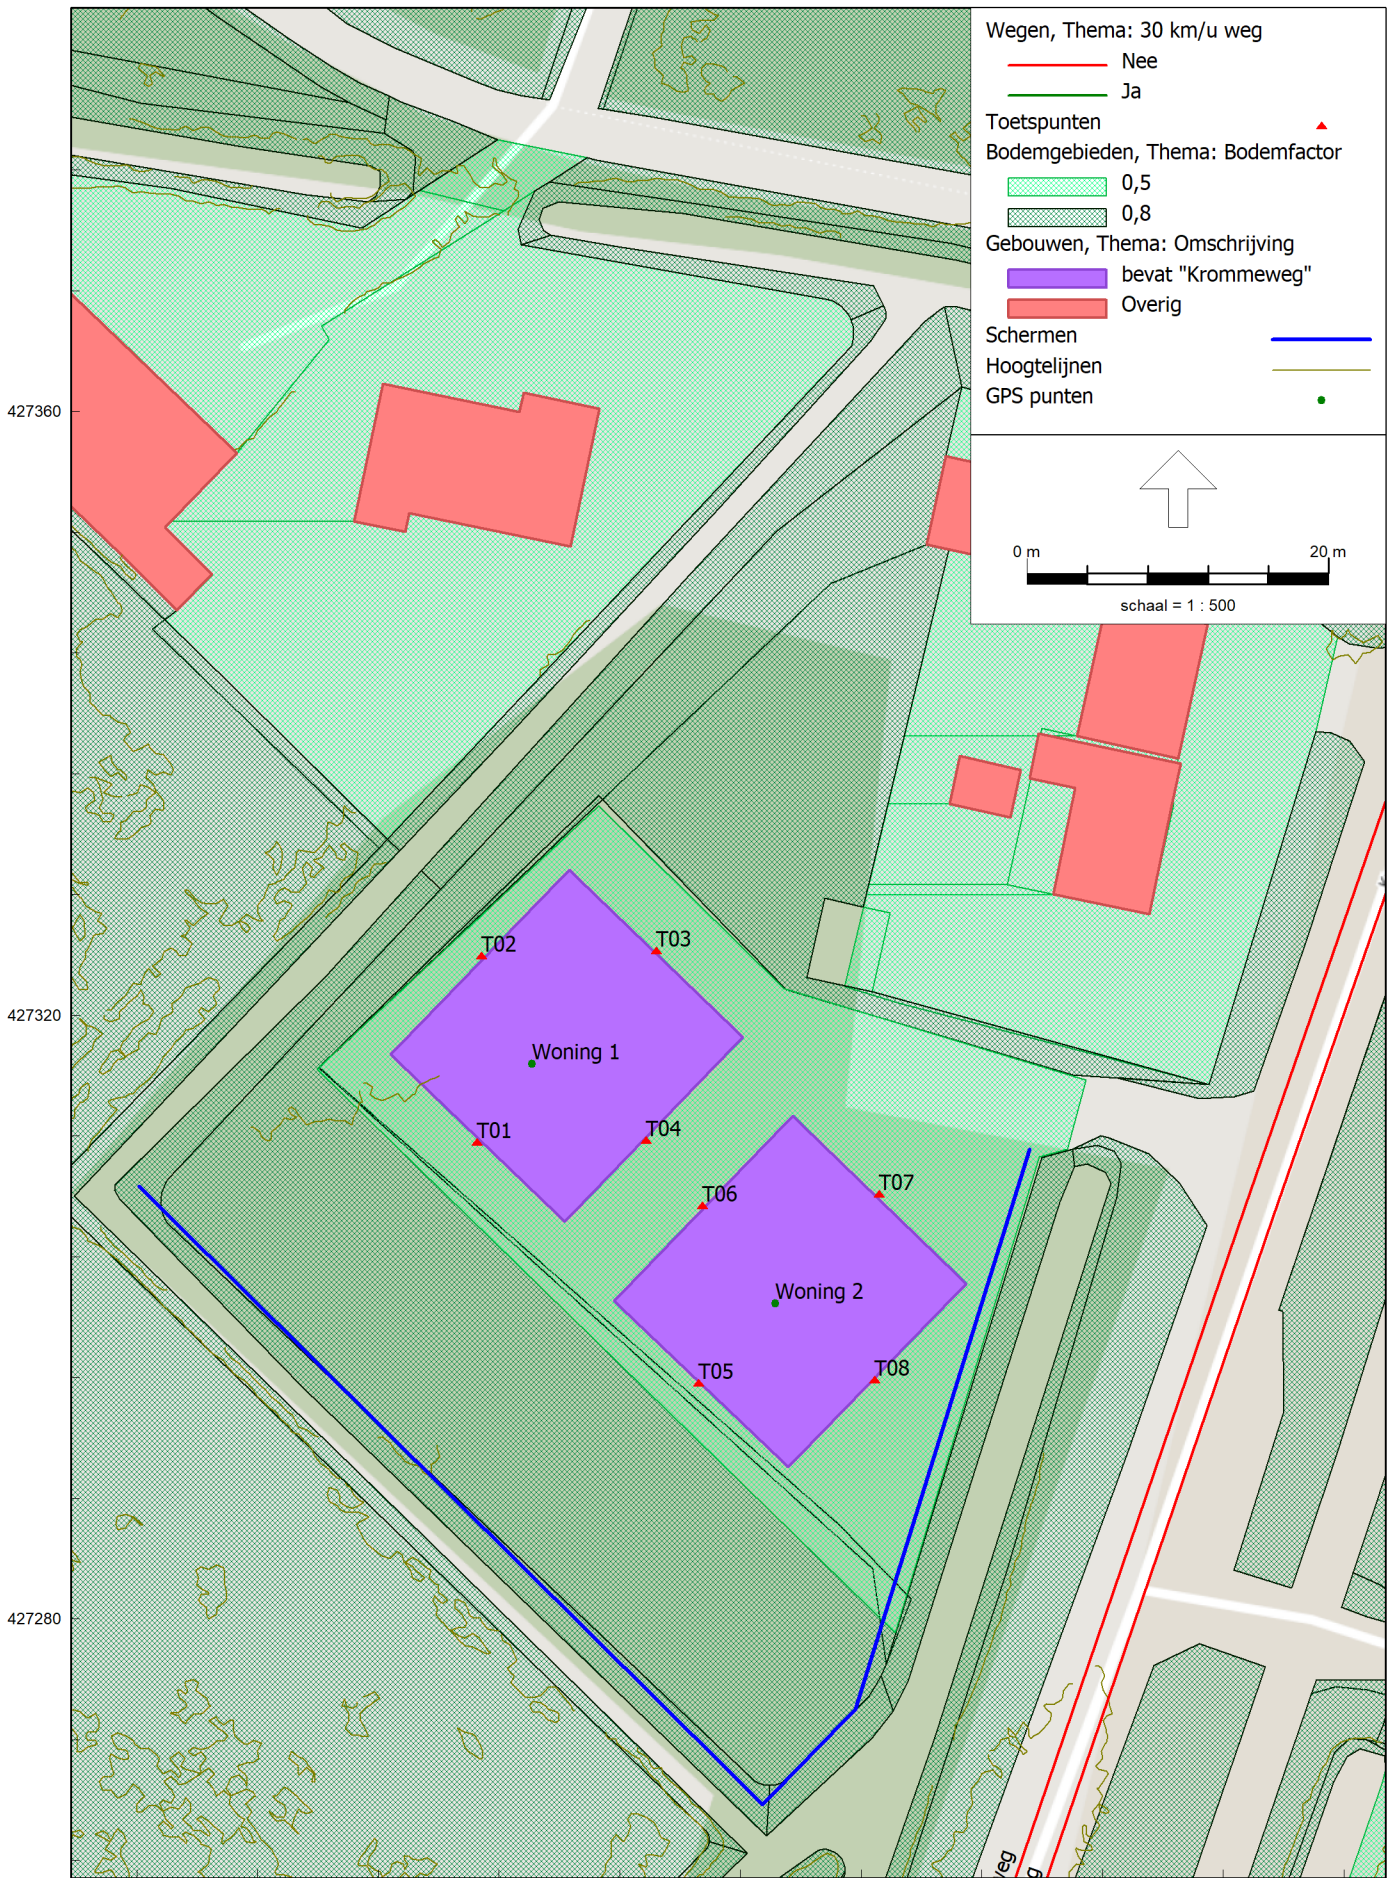 Wegen, Thema: 30 km/u weg
Nee
Ja
Toetspunten
Bodemgebieden, Thema: Bodemfactor
0,5
0,8
Gebouwen, Thema: Omschrijving
bevat "Krommeweg"
Overig
Schermen
Hoogtelijnen
GPS punten
427360
0 m 20 m
schaal = 1 : 500
T02
T03
427320
Woning 1
T01
T04
T06
T07
Woning 2
T05
T08
427280